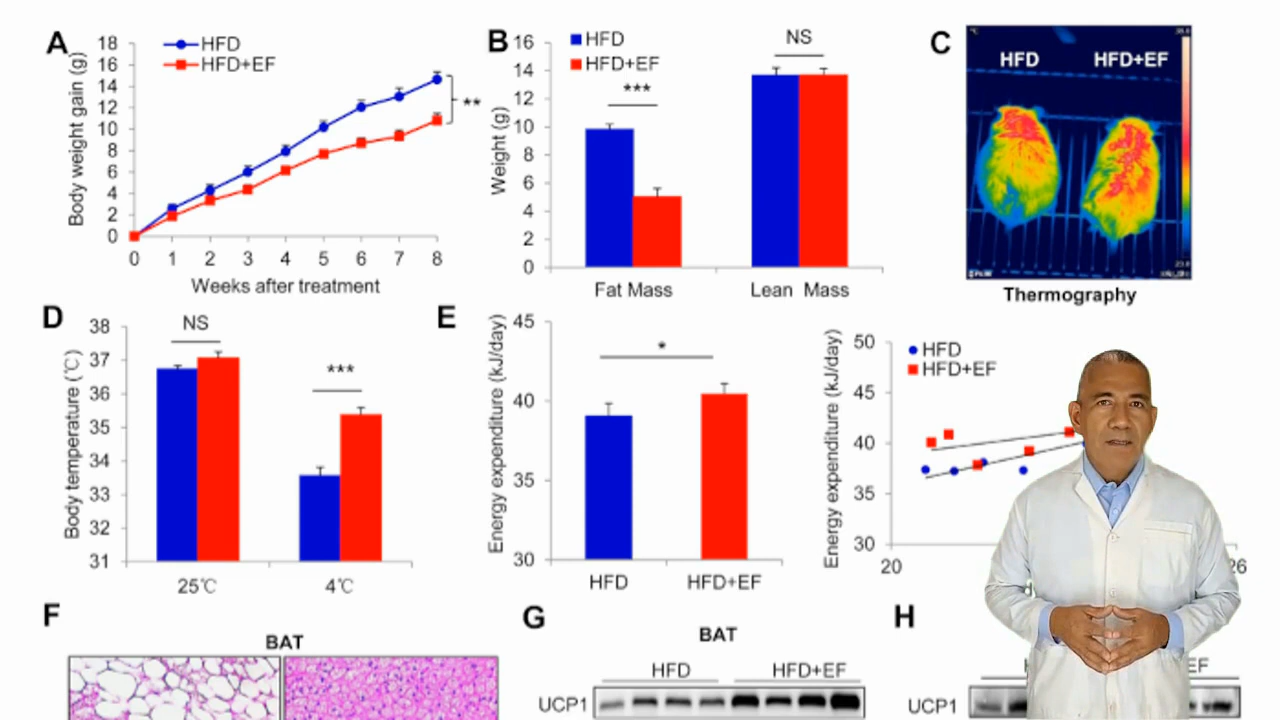 A
18
16
14
12
10
8
6
4
2
0
Body weight gain (g)
HFD
HFD+EF
**
0 1 2 3 4 5 6 7 8
Weeks after treatment
B
16
14
12
10
8
6
4
2
0
Weight (g)
HFD
HFD+EF
***
NS
Fat Mass Lean Mass
C
HFD HFD+EF
Thermography
D
38
37
36
35
34
33
32
31
Body temperature (℃)
NS
***
25℃ 4℃
E
45
40
35
30
Energy expenditure (kJ/day)
*
HFD HFD+EF
50
45
40
35
30
Energy expenditure (kJ/day)
HFD
HFD+EF
20 26
F
BAT
G
BAT
HFD HFD+EF
UCP1
H
EF
UCP1